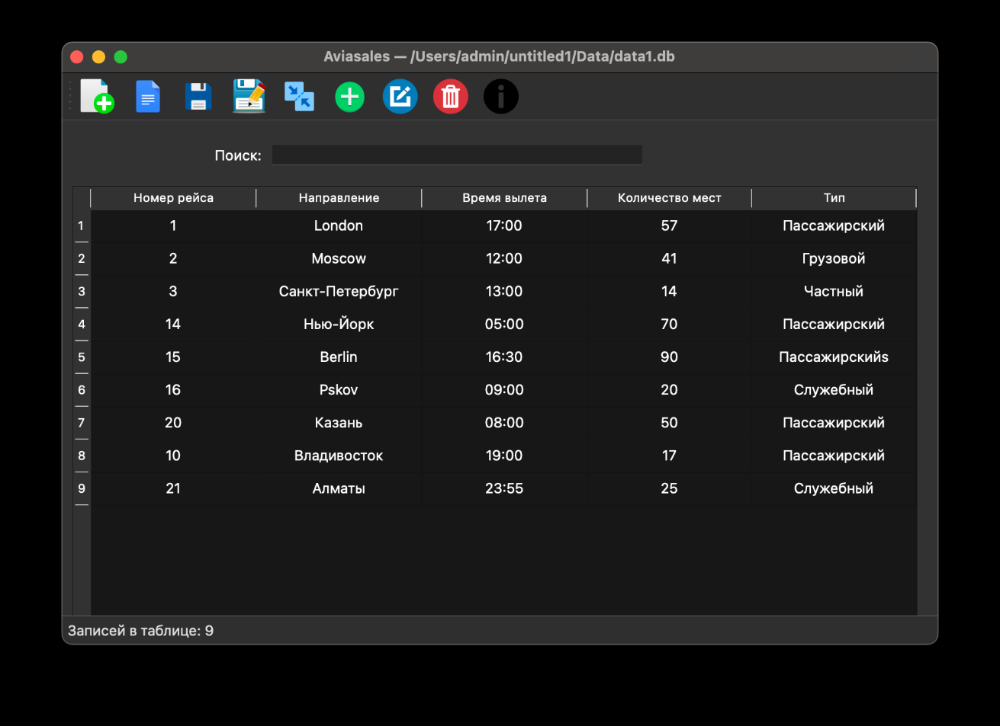 Aviasales — /Users/admin/untitled1/Data/data1.db
Поиск:
Номер рейса Направление Время вылета Количество мест Тип
1 1 London 17:00 57 Пассажирский
2 2 Moscow 12:00 41 Грузовой
3 3 Санкт-Петербург 13:00 14 Частный
4 14 Нью-Йорк 05:00 70 Пассажирский
5 15 Berlin 16:30 90 Пассажирскийs
6 16 Pskov 09:00 20 Служебный
7 20 Казань 08:00 50 Пассажирский
8 10 Владивосток 19:00 17 Пассажирский
9 21 Алматы 23:55 25 Служебный
Записей в таблице: 9